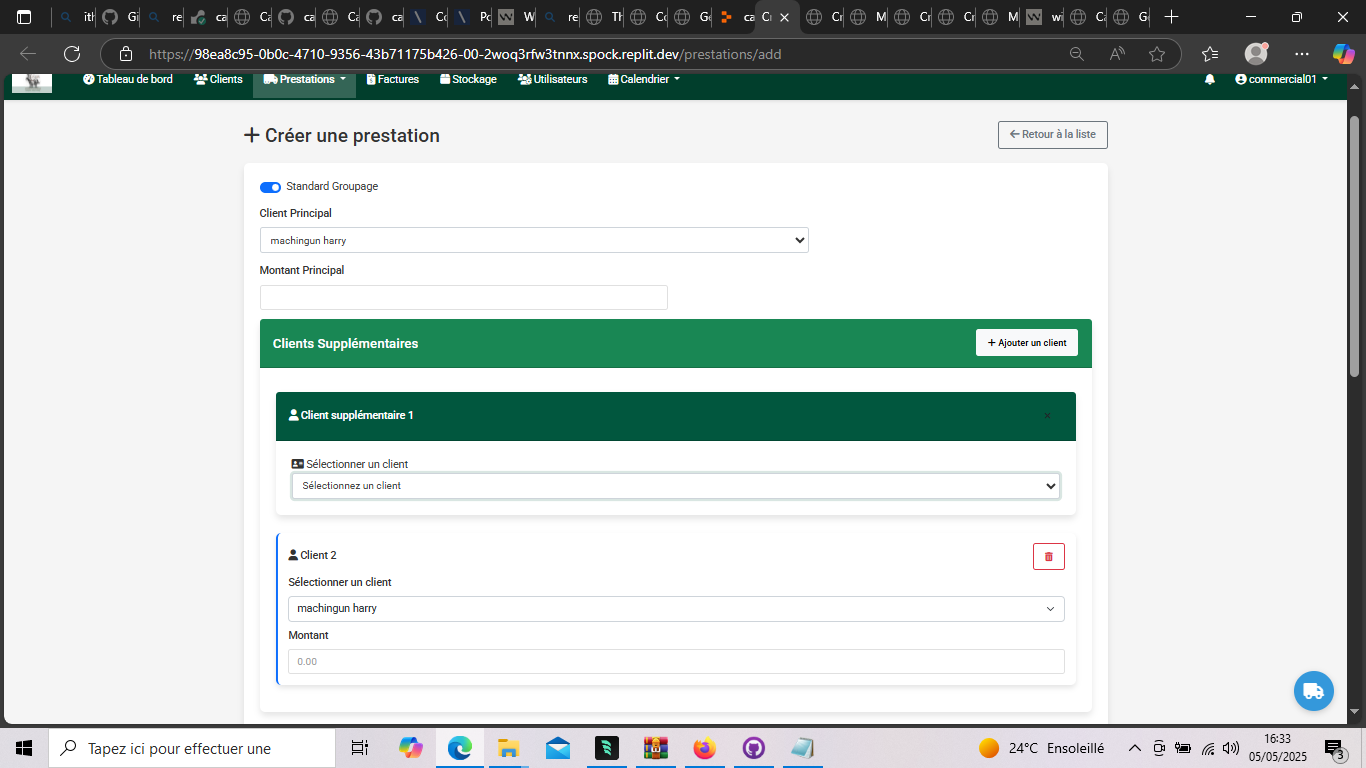 ith
Gi
re
ca
Ca
ca
Ca
ca
Co
Po
W
re
Th
Co
Ge
ca
Cr
Cr
M
Cr
Cr
M
wi
Ca
Ge
https://98ea8c95-0b0c-4710-9356-43b71175b426-00-2woq3rfw3tnnx.spock.replit.dev/prestations/add
Tableau de bord Clients Prestations Factures Stockage Utilisateurs Calendrier commercial01
Créer une prestation
Retour à la liste
Standard Groupage
Client Principal
machingun harry
Montant Principal
Clients Supplémentaires
+ Ajouter un client
Client supplémentaire 1
×
Sélectionner un client
Sélectionnez un client
Client 2
Sélectionner un client
machingun harry
Montant
0.00
Tapez ici pour effectuer une
24°C Ensoleillé
16:33
05/05/2025
3